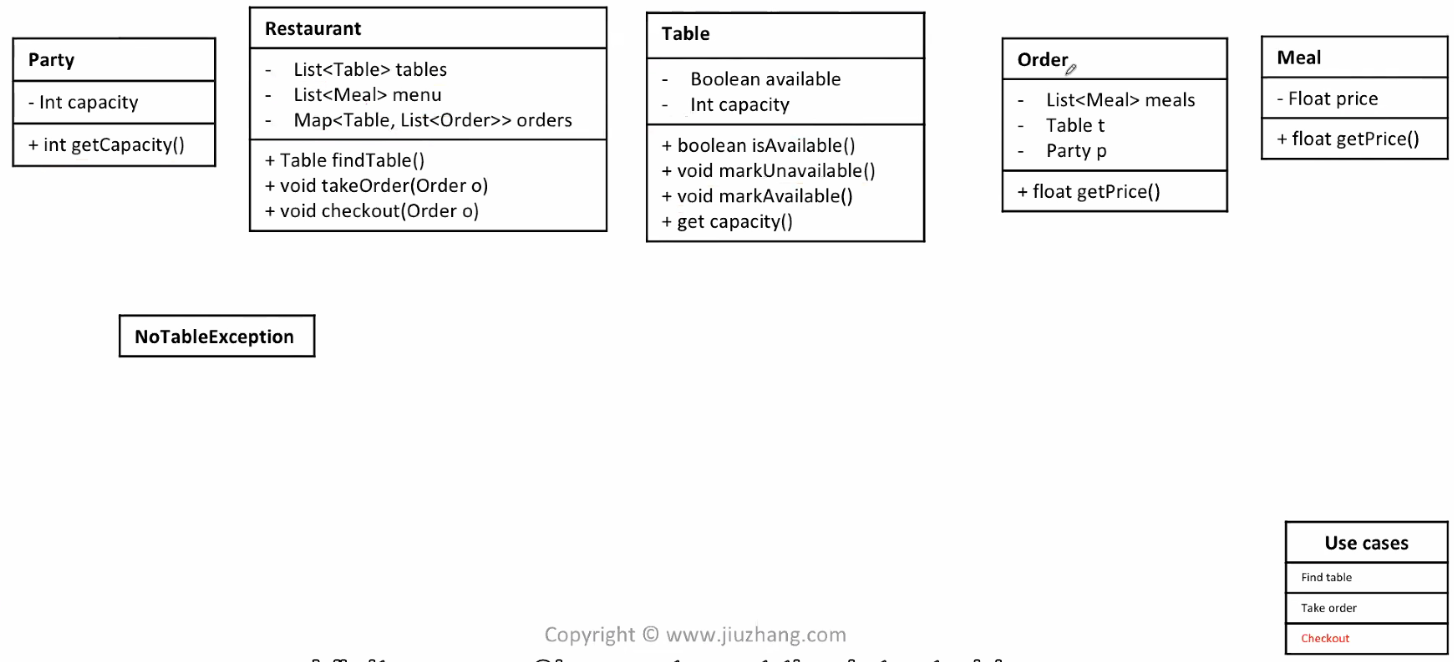 Party
- Int capacity
+ int getCapacity()
Restaurant
- List<Table> tables
- List<Meal> menu
- Map<Table, List<Order>> orders
+ Table findTable()
+ void takeOrder(Order o)
+ void checkout(Order o)
Table
- Boolean available
- Int capacity
+ boolean isAvailable()
+ void markUnavailable()
+ void markAvailable()
+ get capacity()
Order
- List<Meal> meals
- Table t
- Party p
+ float getPrice()
Meal
- Float price
+ float getPrice()
NoTableException
Use cases
Find table
Take order
Checkout
Copyright © www.jiuzhang.com